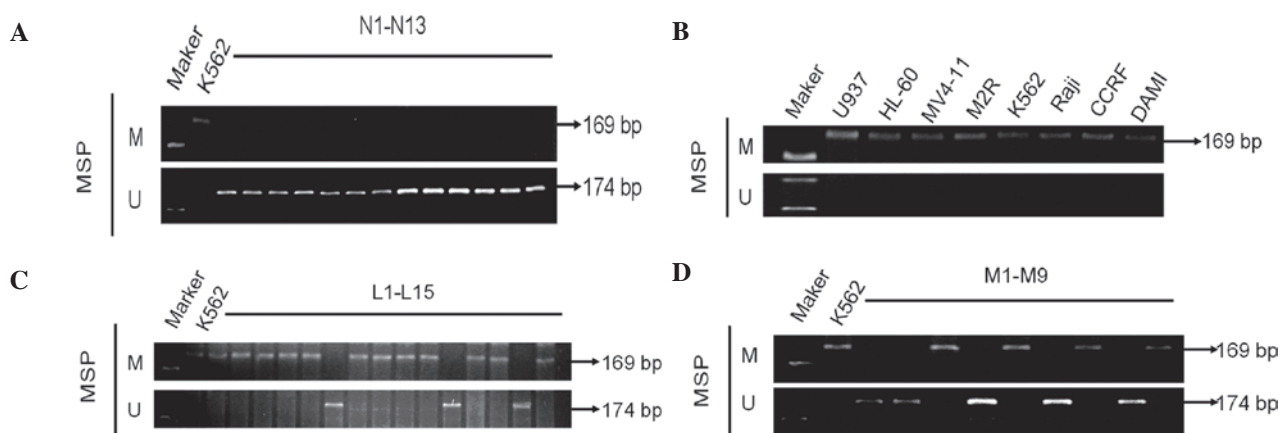 A
N1-N13
Maker
K562
MSP
M
169 bp
U
174 bp
B
Maker
U937
HL-60
MV4-11
M2R
K562
Raji
CCRF
DAMI
MSP
M
169 bp
U
C
L1-L15
Marker
K562
MSP
M
169 bp
U
174 bp
D
M1-M9
Maker
K562
MSP
M
169 bp
U
174 bp